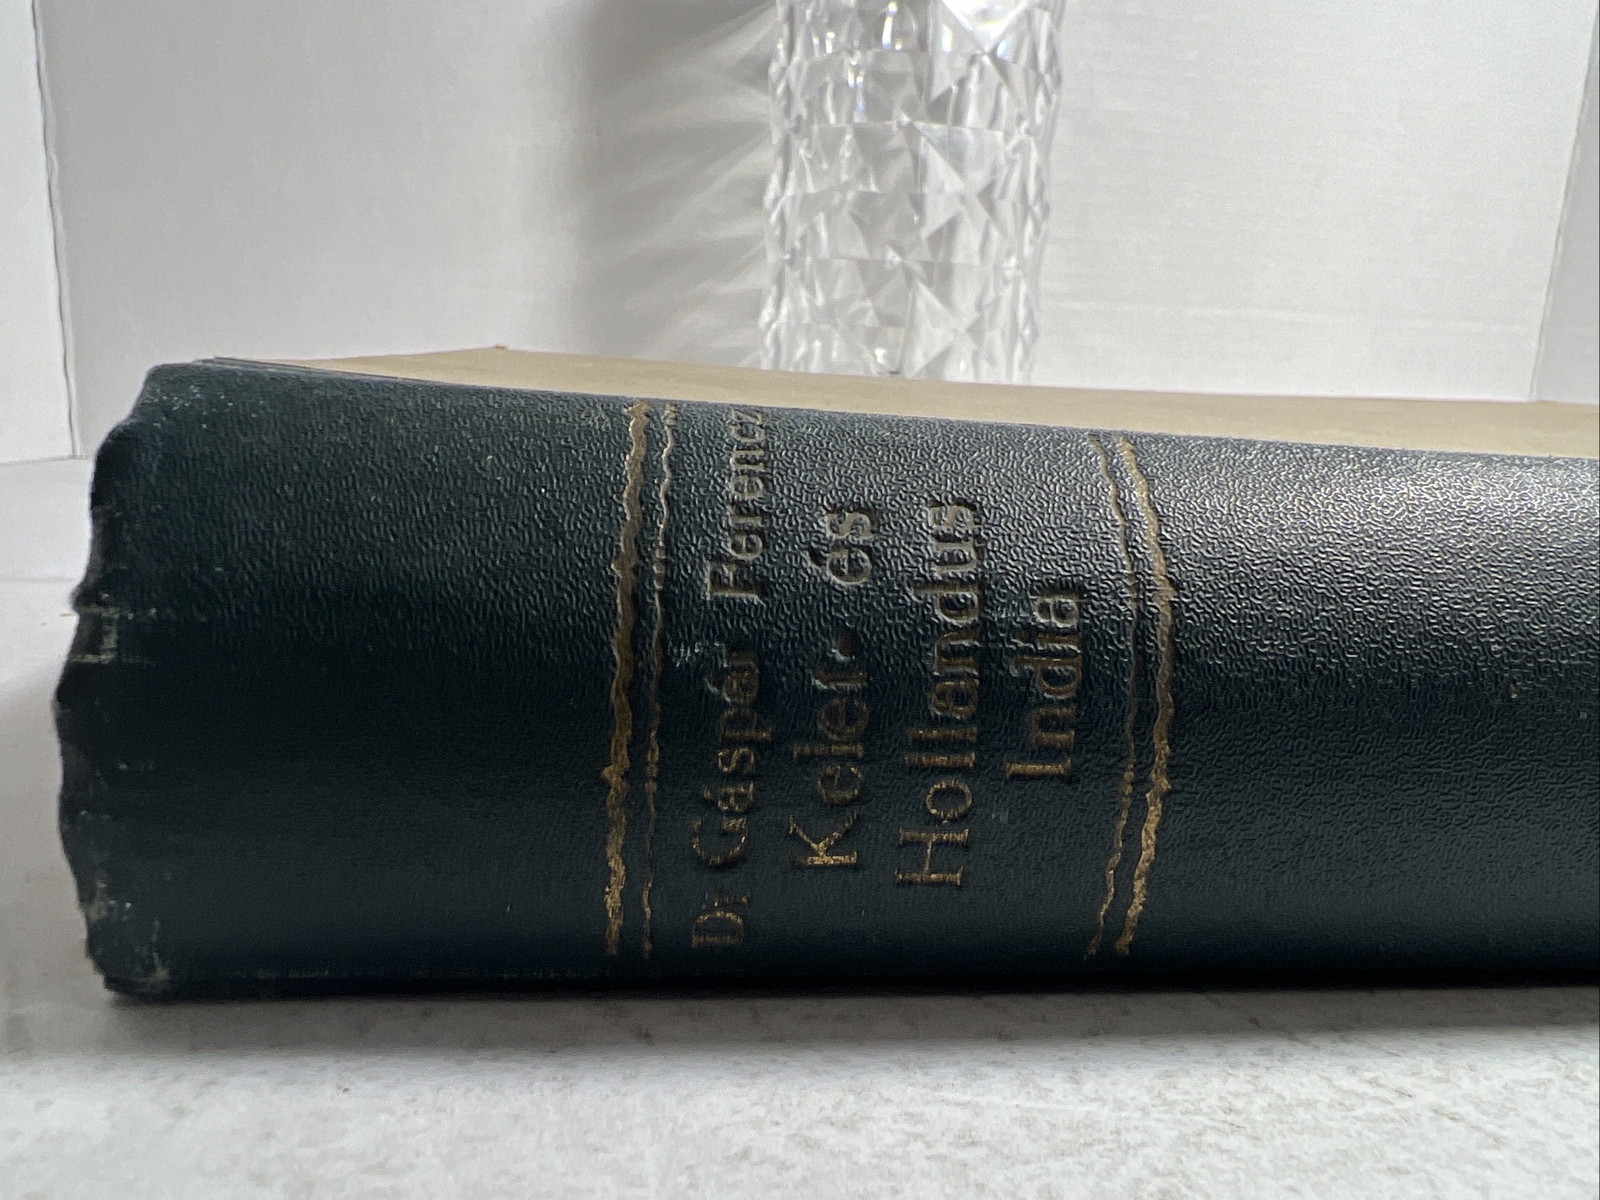 Dr Gáspár Ferencz
Kelet- és
Hollandus
India